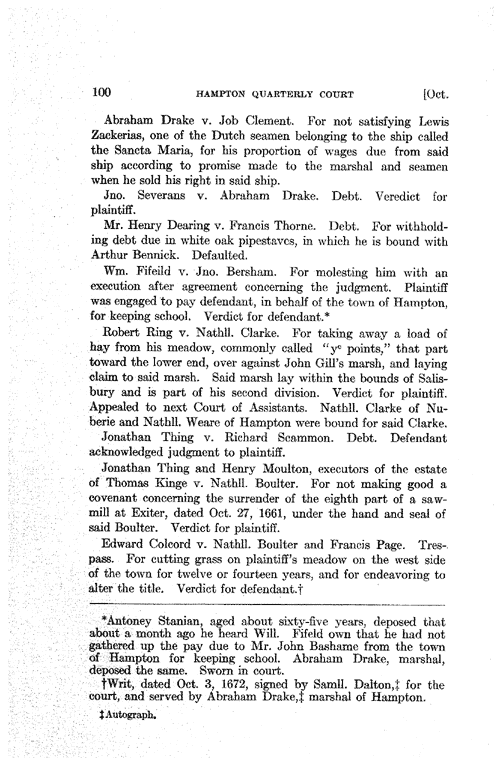 100 HAMPTON QUARTERLY COURT [Oct.
Abraham Drake v. Job Clement. For not satisfying Lewis
Zackerias, one of the Dutch seamen belonging to the ship called
the Sancta Maria, for his proportion of wages due from said
ship according to promise made to the marshal and seamen
when he sold his right in said ship.
Jno. Severans v. Abraham Drake. Debt. Veredict for
plaintiff.
Mr. Henry Dearing v. Francis Thorne. Debt. For withhold-
ing debt due in white oak pipestaves, in which he is bound with
Arthur Bennick. Defaulted.
Wm. Fifeild v. Jno. Bersham. For molesting him with an
execution after agreement concerning the judgment. Plaintiff
was engaged to pay defendant, in behalf of the town of Hampton,
for keeping school. Verdict for defendant.*
Robert Ring v. Nathll. Clarke. For taking away a load of
hay from his meadow, commonly called "yᵉ points," that part
toward the lower end, over against John Gill's marsh, and laying
claim to said marsh. Said marsh lay within the bounds of Salis-
bury and is part of his second division. Verdict for plaintiff.
Appealed to next Court of Assistants. Nathll. Clarke of Nu-
berie and Nathll. Weare of Hampton were bound for said Clarke.
Jonathan Thing v. Richard Scammon. Debt. Defendant
acknowledged judgment to plaintiff.
Jonathan Thing and Henry Moulton, executors of the estate
of Thomas Kinge v. Nathll. Boulter. For not making good a
covenant concerning the surrender of the eighth part of a saw-
mill at Exiter, dated Oct. 27, 1661, under the hand and seal of
said Boulter. Verdict for plaintiff.
Edward Colcord v. Nathll. Boulter and Francis Page. Tres-
pass. For cutting grass on plaintiff's meadow on the west side
of the town for twelve or fourteen years, and for endeavoring to
alter the title. Verdict for defendant.†
*Antoney Stanian, aged about sixty-five years, deposed that
about a month ago he heard Will. Fifeld own that he had not
gathered up the pay due to Mr. John Bashame from the town
of Hampton for keeping school. Abraham Drake, marshal,
deposed the same. Sworn in court.
†Writ, dated Oct. 3, 1672, signed by Samll. Dalton,‡ for the
court, and served by Abraham Drake,‡ marshal of Hampton.
‡Autograph.